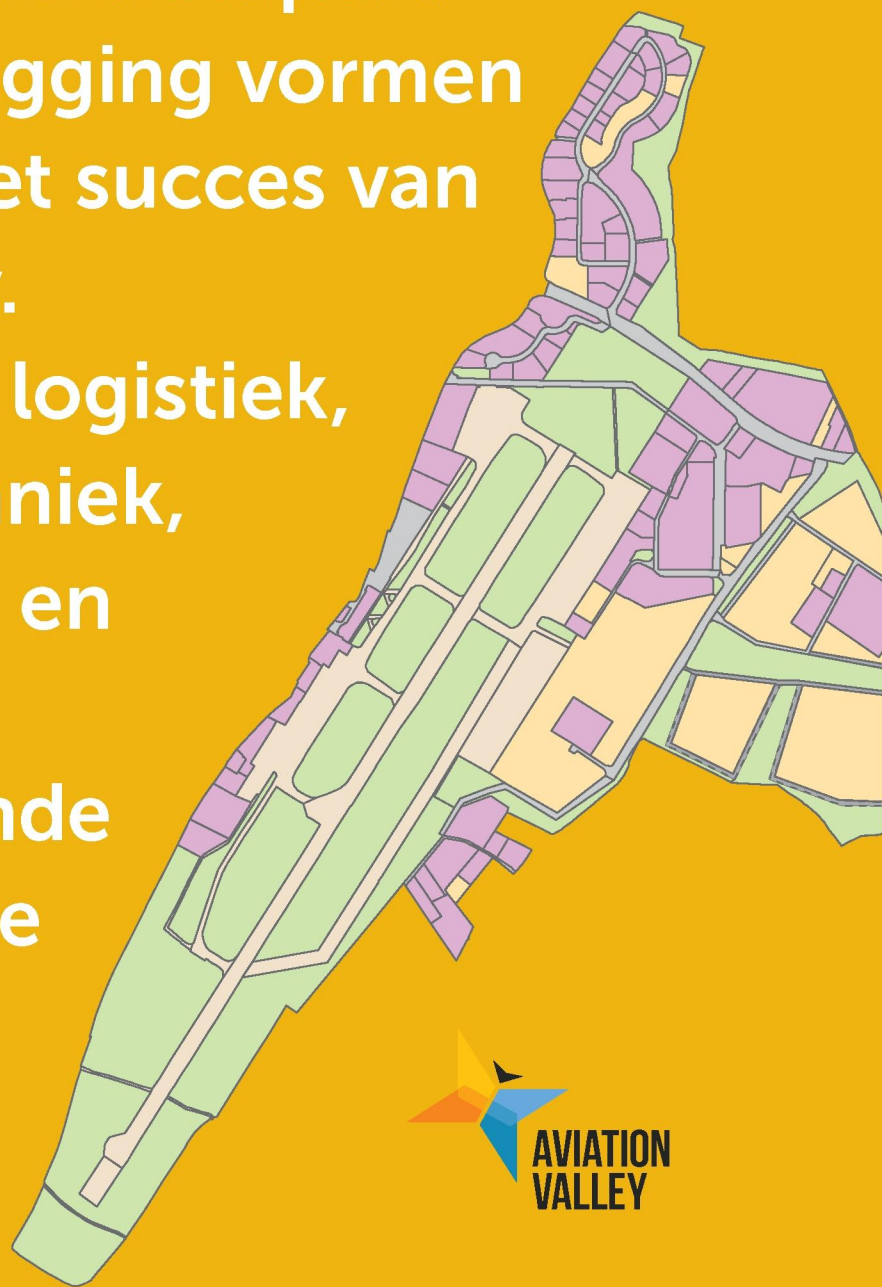 gging vormen
et succes van
.
logistiek,
niek,
en
nde
e
AVIATION
VALLEY